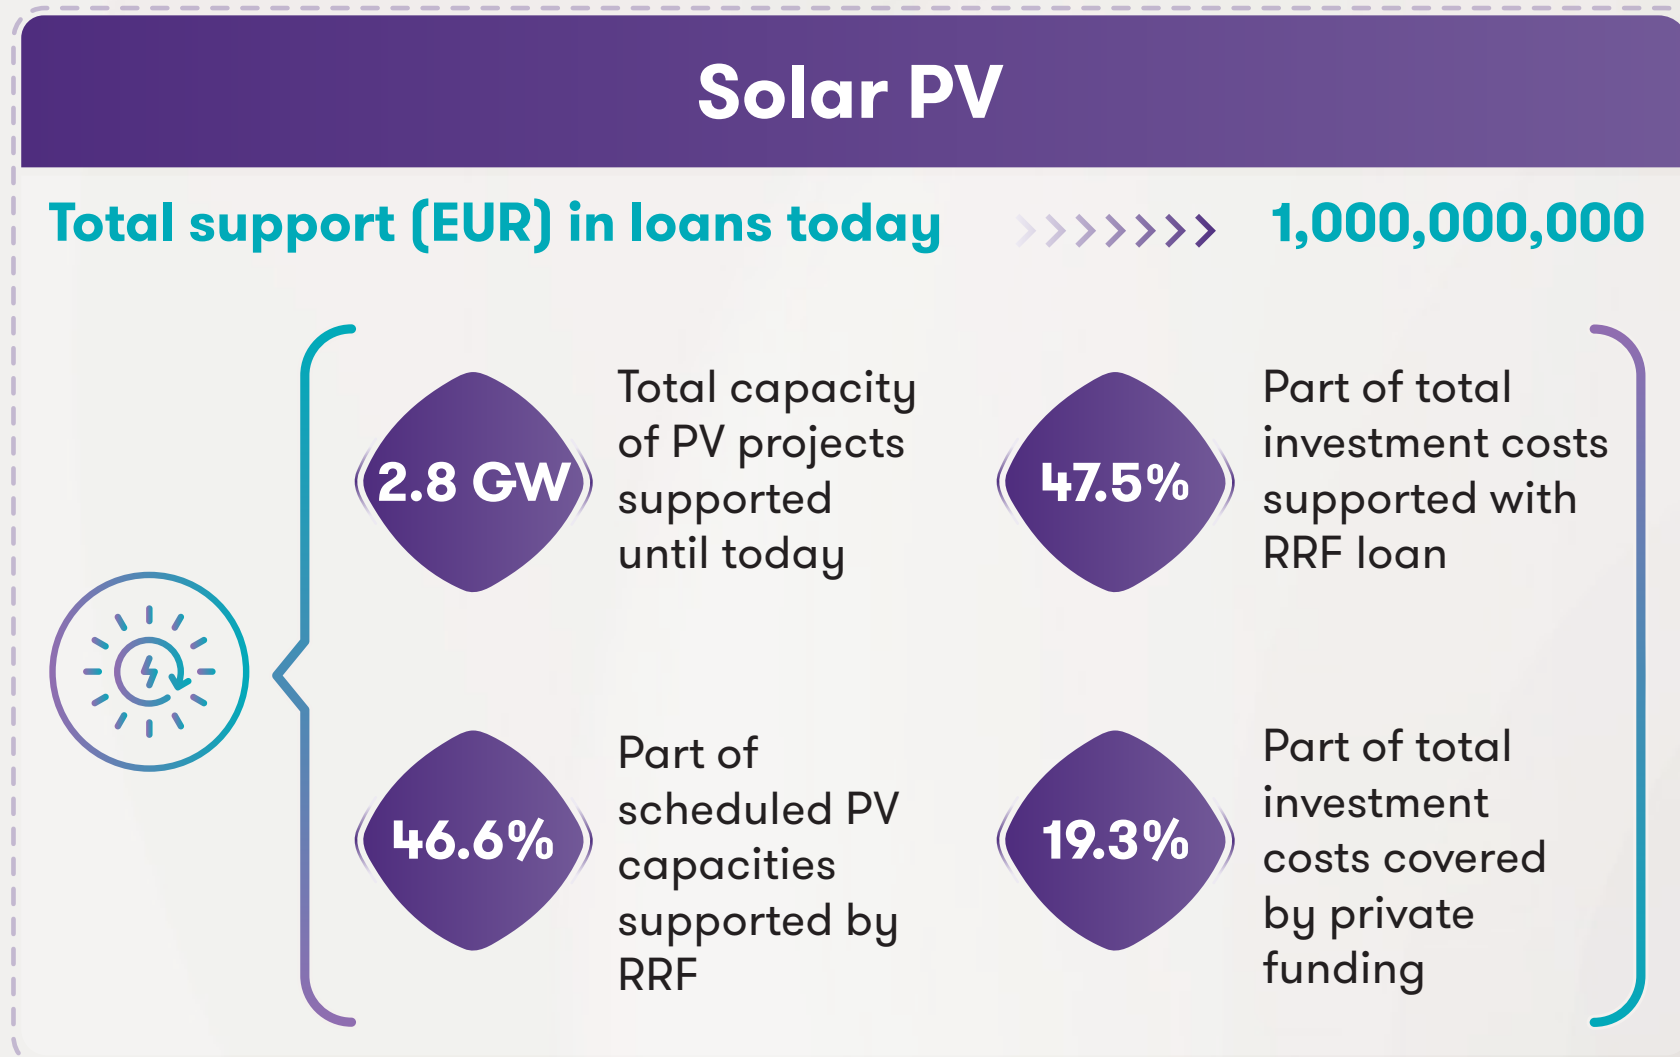 Solar PV
Total support (EUR) in loans today
1,000,000,000
2.8 GW
Total capacity
of PV projects
supported
until today
47.5%
Part of total
investment costs
supported with
RRF loan
46.6%
Part of
scheduled PV
capacities
supported by
RRF
19.3%
Part of total
investment
costs covered
by private
funding